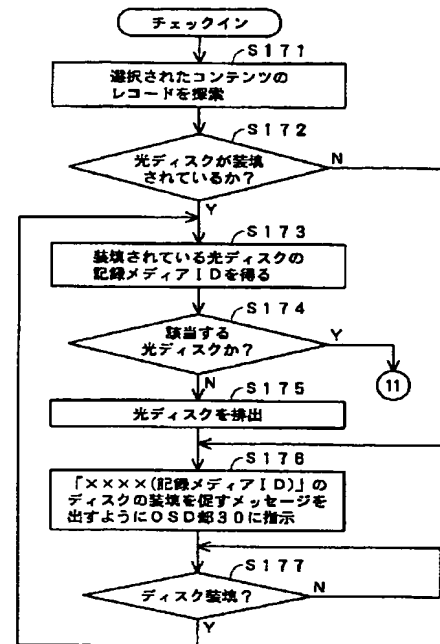 チェックイン
S171
選択されたコンテンツの
レコードを探索
S172
光ディスクが装填
されているか？
N
Y
S173
装填されている光ディスクの
記録メディアIDを得る
S174
該当する
光ディスクか？
Y
11
N
S175
光ディスクを排出
S176
「××××(記録メディアID)」の
ディスクの装填を促すメッセージを
出すようにOSD部30に指示
S177
ディスク装填？
N
Y